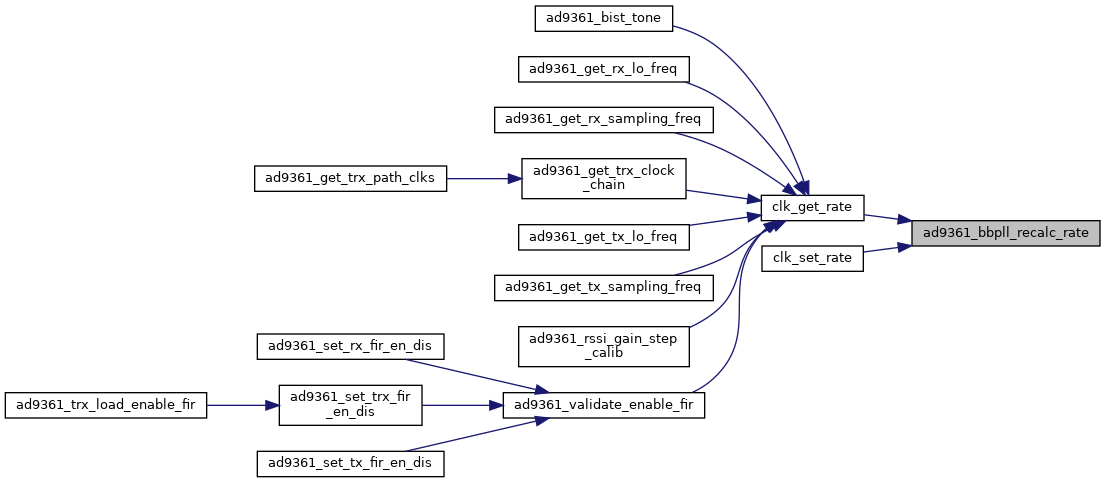 ad9361_bist_tone
ad9361_get_rx_lo_freq
ad9361_get_rx_sampling_freq
ad9361_get_trx_clock
_chain
ad9361_get_trx_path_clks
clk_get_rate
ad9361_bbpll_recalc_rate
ad9361_get_tx_lo_freq
clk_set_rate
ad9361_get_tx_sampling_freq
ad9361_rssi_gain_step
_calib
ad9361_set_rx_fir_en_dis
ad9361_trx_load_enable_fir
ad9361_set_trx_fir
_en_dis
ad9361_validate_enable_fir
ad9361_set_tx_fir_en_dis